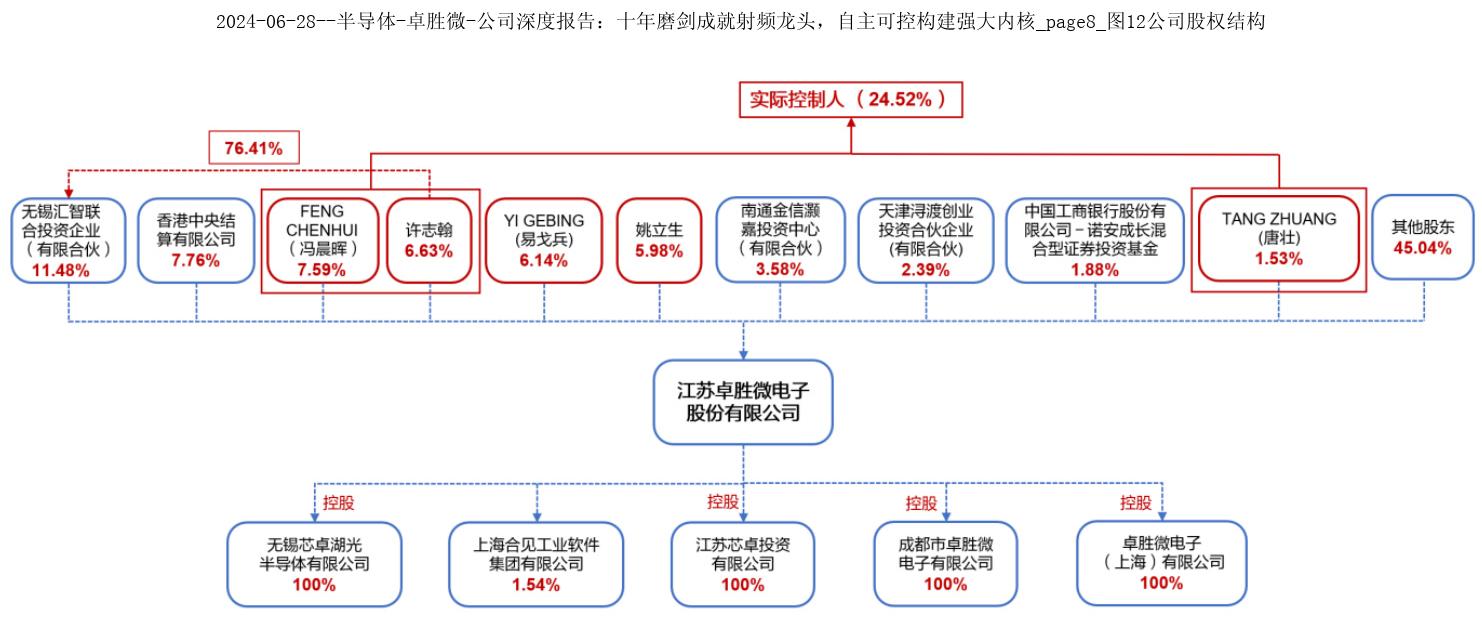 2024-06-28--半导体-卓胜微-公司深度报告：十年磨剑成就射频龙头，自主可控构建强大内核_page8_图12公司股权结构
实际控制人（24.52%）
76.41%
无锡汇智联
合投资企业
（有限合伙）
11.48%
香港中央结
算有限公司
7.76%
FENG
CHENHUI
（冯晨晖）
7.59%
许志翰
6.63%
YI GEBING
(易戈兵)
6.14%
姚立生
5.98%
南通金信灏
嘉投资中心
（有限合伙）
3.58%
天津浔渡创业
投资合伙企业
(有限合伙)
2.39%
中国工商银行股份有
限公司－诺安成长混
合型证券投资基金
1.88%
TANG ZHUANG
(唐壮)
1.53%
其他股东
45.04%
江苏卓胜微电子
股份有限公司
控股
无锡芯卓湖光
半导体有限公司
100%
上海合见工业软件
集团有限公司
1.54%
控股
江苏芯卓投资
有限公司
100%
控股
成都市卓胜微
电子有限公司
100%
控股
卓胜微电子
（上海）有限公司
100%